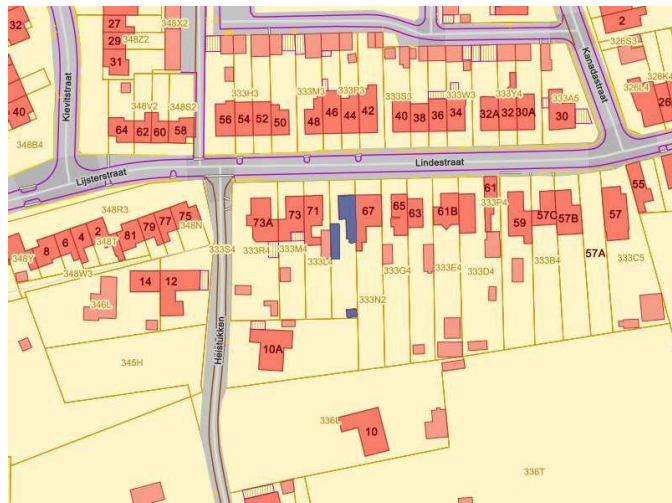 32
27
348X2
29
348Z2
31
2
326S3
Kievitstraat
Kanadastraat
326K4
326L4
26
40
348B4
348V2
348S2
64
62
60
58
333H3
56
54
52
50
333M3
333P3
48
46
44
42
333S3
333W3
40
38
36
34
333Y4
32A
32
30A
333A5
30
Lijsterstraat
Lindestraat
348R3
348Y
8
6
4
2
348T
81
79
77
75
348N
348W3
333S4
73A
333R4
73
333M4
71
333L4
67
65
63
61B
61
333P4
59
57C
57B
57
55
57A
333G4
333E4
333D4
333B4
333C5
333N2
14
12
346L
345H
Heistukken
10A
336L
10
336T